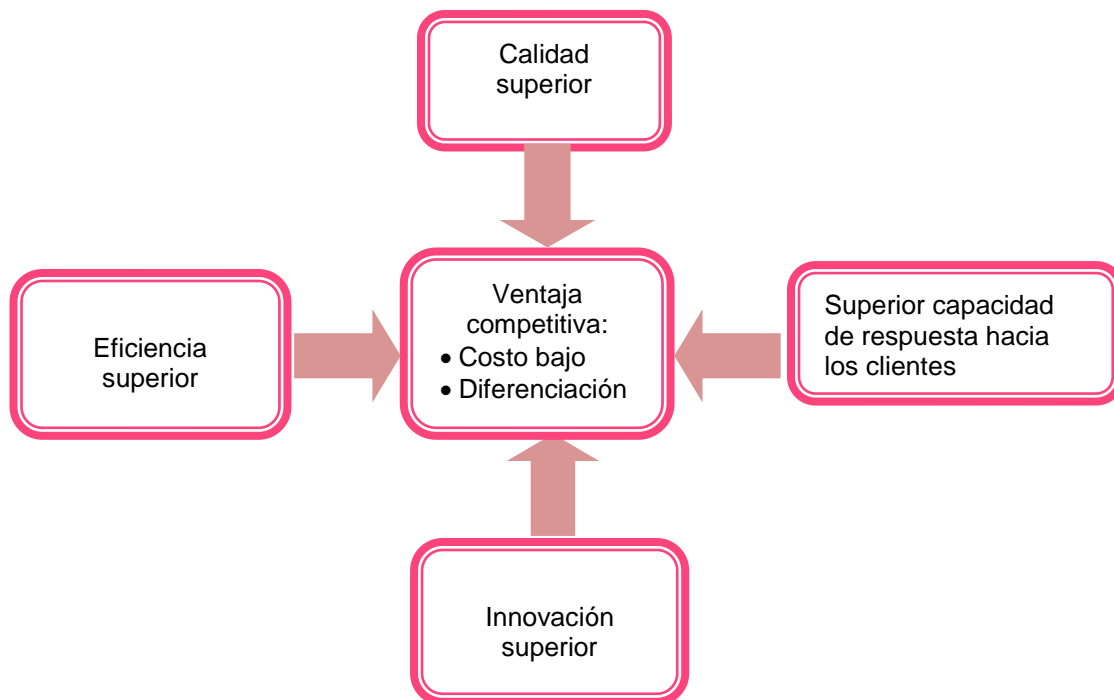 Calidad
superior
Eficiencia
superior
Ventaja
competitiva:
• Costo bajo
• Diferenciación
Superior capacidad
de respuesta hacia
los clientes
Innovación
superior